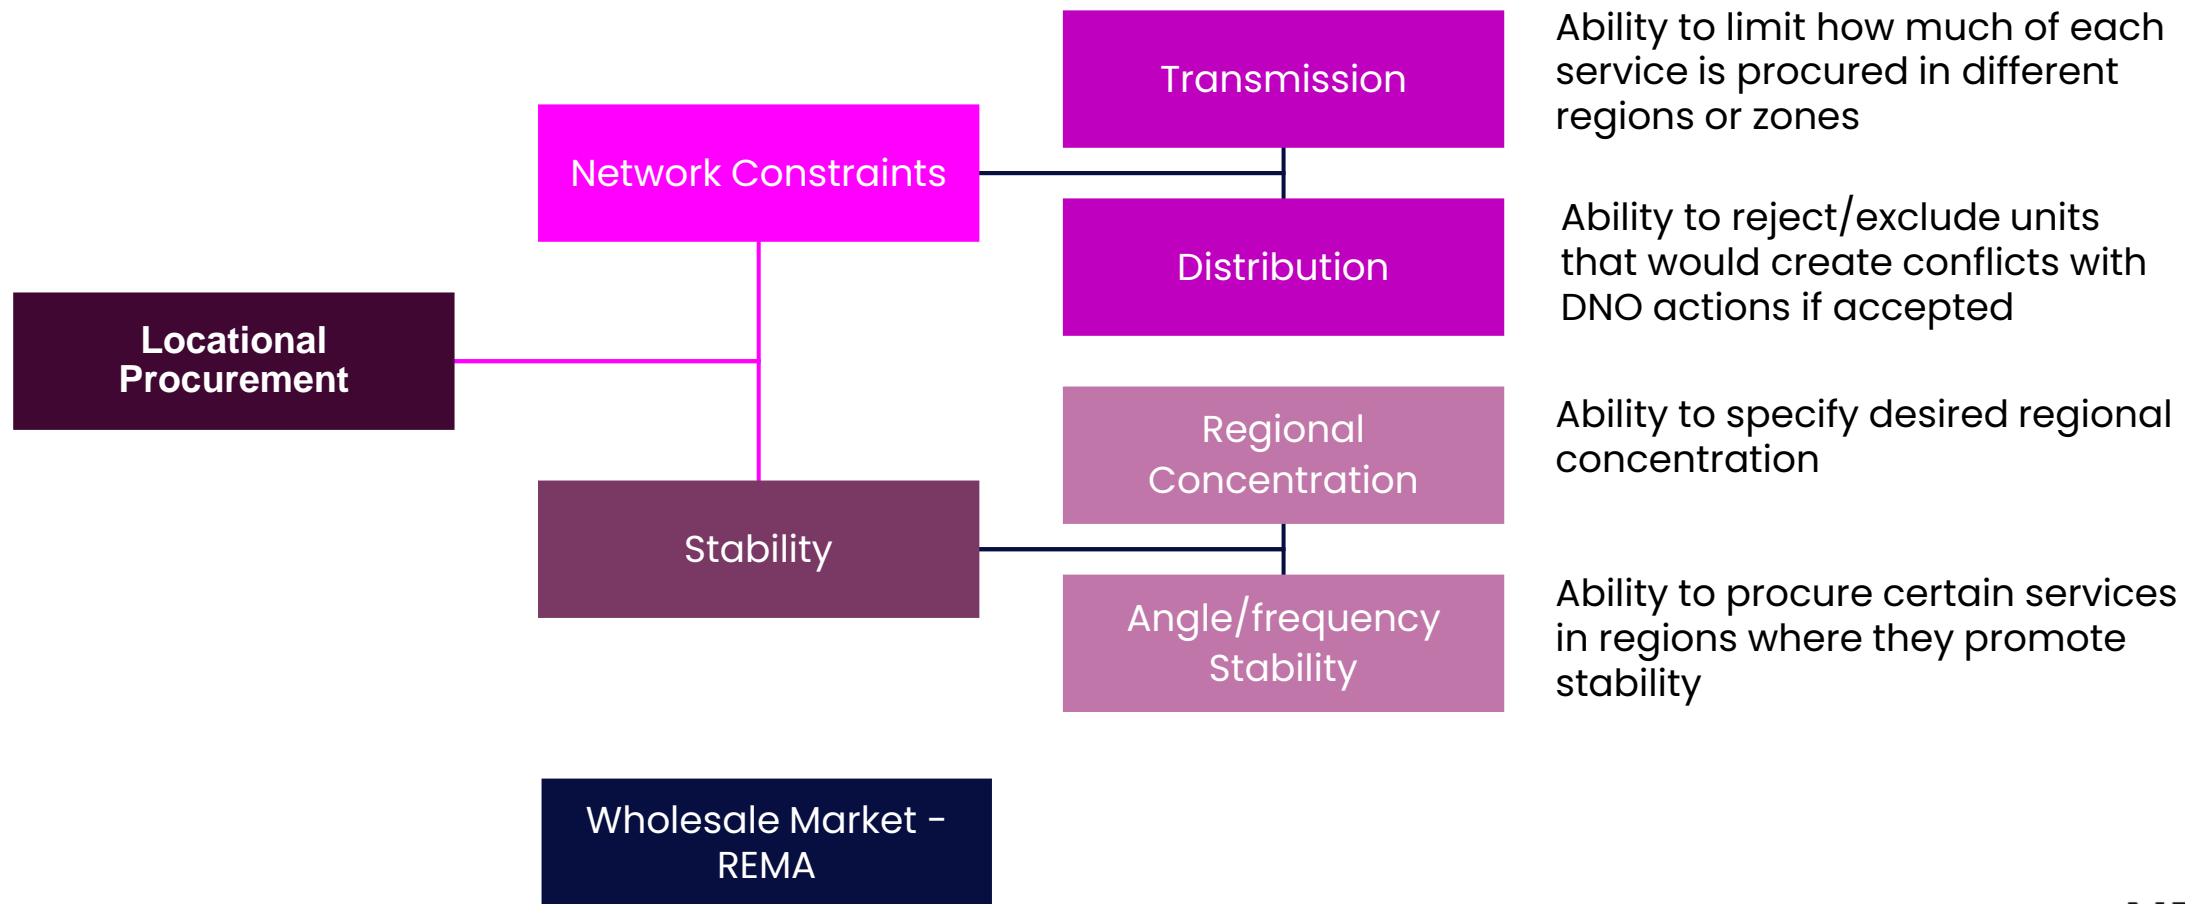 Transmission
Ability to limit how much of each
service is procured in different
regions or zones
Network Constraints
Distribution
Ability to reject/exclude units
that would create conflicts with
DNO actions if accepted
Locational
Procurement
Regional
Concentration
Ability to specify desired regional
concentration
Stability
Angle/frequency
Stability
Ability to procure certain services
in regions where they promote
stability
Wholesale Market -
REMA